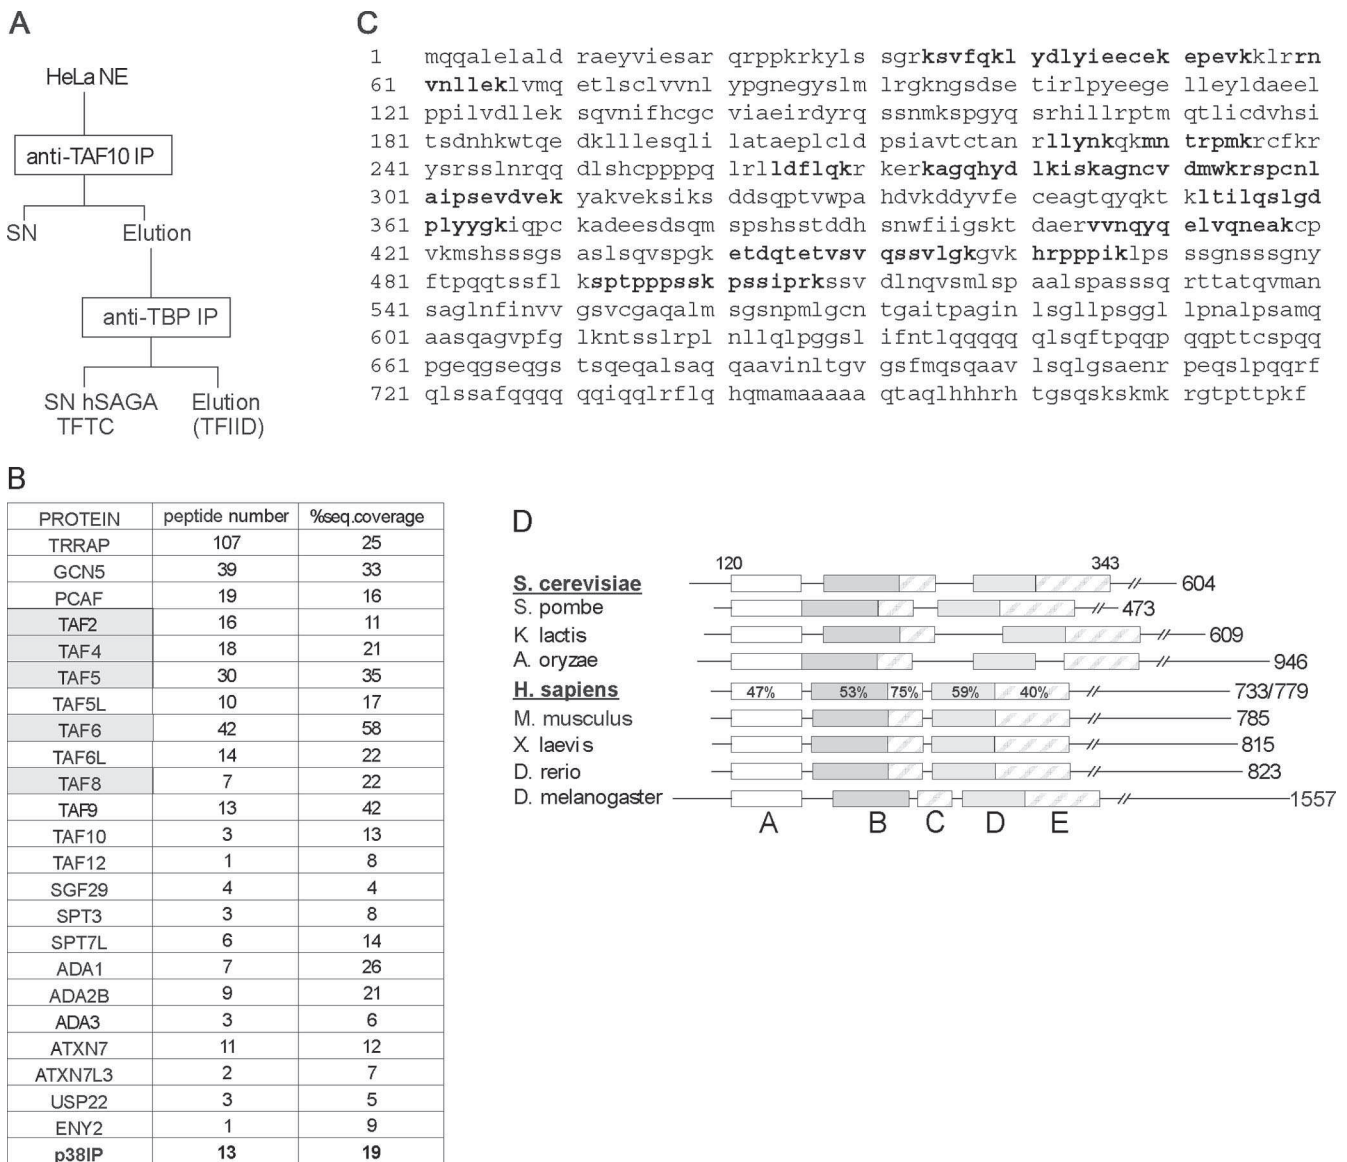 A
HeLa NE
anti-TAF10 IP
SN Elution
anti-TBP IP
SN hSAGA Elution
TFTC (TFIID)
C
1 mqqalelald raeyviesar qrppkrkyls sgrksvfqkl ydlyieecek epevkklrrn
61 vnlleklvmq etlsclvvnl ypgnegyslm lrgkngsdse tirlpyeege lleyldaeel
121 ppilvdllek sqvnifhcgc viaeirdyrq ssnmkspgyq srhillrptm qtlicdvhsi
181 tsdnhkwtqe dklllesqli lataeplcld psiavtctan rllynkqkmn trpmkrcfkr
241 ysrsslnrqq dlshcppppq lrlldflqkr kerkagqhyd lkiskagncv dmwkrspcnl
301 aipsevdvek yakveksiks ddsqptvwpa hdvkddyvfe ceagtqyqkt kltilqslgd
361 plyygkiqpc kadeesdsqm spshsstddh snwfiigskt daervvnqyq elvqneakcp
421 vkmshsssgs aslsqvspgk etdqtetvsv qssvlgkgvk hrpppiklps ssgnsssgny
481 ftpqqtssfl ksptpppssk pssiprkssv dlnqvsmlsp aalspasssq rttatqvman
541 saglnfinvv gsvcgaqalm sgsnpmlgcn tgaitpagin lsgllpsggl lpnalpsamq
601 aasqagvpfg lkntsslrpl nllqlpggsl ifntlqqqqq qlsqftpqqp qqpttcspqq
661 pgeqgseqgs tsqeqalsaq qaavinltgvg gsfmqsqaav lsqlgsaenr peqslpqqrf
721 qlssafqqqq qqiqqlrflq hqmamaaaaa qtaqlhhhrh tgsqskskmk rgtpttpkf
B
PROTEIN peptide number %seq.coverage
TRRAP 107 25
GCN5 39 33
PCAF 19 16
TAF2 16 11
TAF4 18 21
TAF5 30 35
TAF5L 10 17
TAF6 42 58
TAF6L 14 22
TAF8 7 22
TAF9 13 42
TAF10 3 13
TAF12 1 8
SGF29 4 4
SPT3 3 8
SPT7L 6 14
ADA1 7 26
ADA2B 9 21
ADA3 3 6
ATXN7 11 12
ATXN7L3 2 7
USP22 3 5
ENY2 1 9
p38IP 13 19
D
120 343
S. cerevisiae 604
S. pombe 473
K lactis 609
A. oryzae 946
H. sapiens 47% 53% 75% 59% 40% 733/779
M. musculus 785
X. laevis 815
D. rerio 823
D. melanogaster 1557
A B C D E